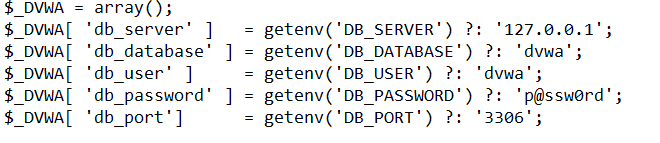 $_DVWA = array();
$_DVWA[ 'db_server' ]   = getenv('DB_SERVER') ?: '127.0.0.1';
$_DVWA[ 'db_database' ] = getenv('DB_DATABASE') ?: 'dvwa';
$_DVWA[ 'db_user' ]     = getenv('DB_USER') ?: 'dvwa';
$_DVWA[ 'db_password' ] = getenv('DB_PASSWORD') ?: 'p@ssw0rd';
$_DVWA[ 'db_port']      = getenv('DB_PORT') ?: '3306';